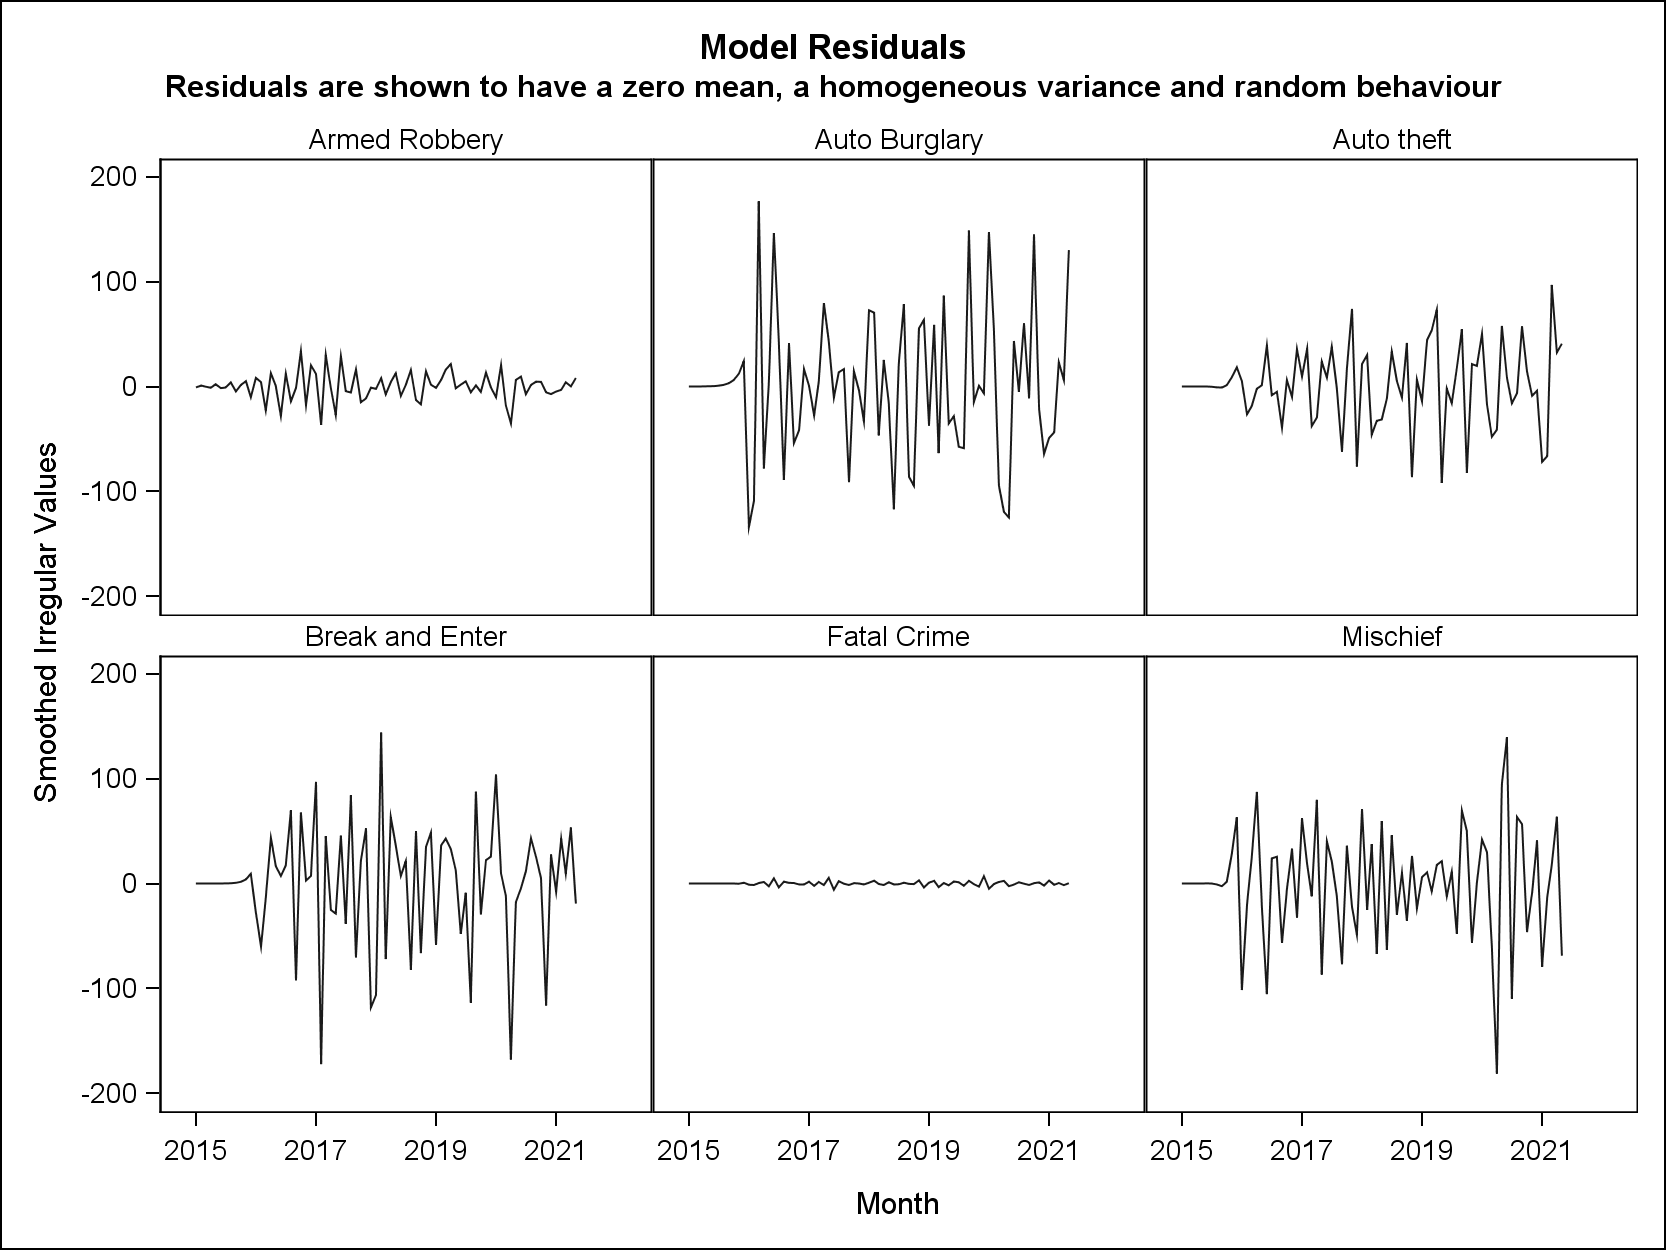 Model Residuals
Residuals are shown to have a zero mean, a homogeneous variance and random behaviour
Armed Robbery
Auto Burglary
Auto theft
200
100
0
-100
-200
Break and Enter
Fatal Crime
Mischief
200
100
0
-100
-200
Smoothed Irregular Values
2015 2017 2019 2021
2015 2017 2019 2021
2015 2017 2019 2021
Month